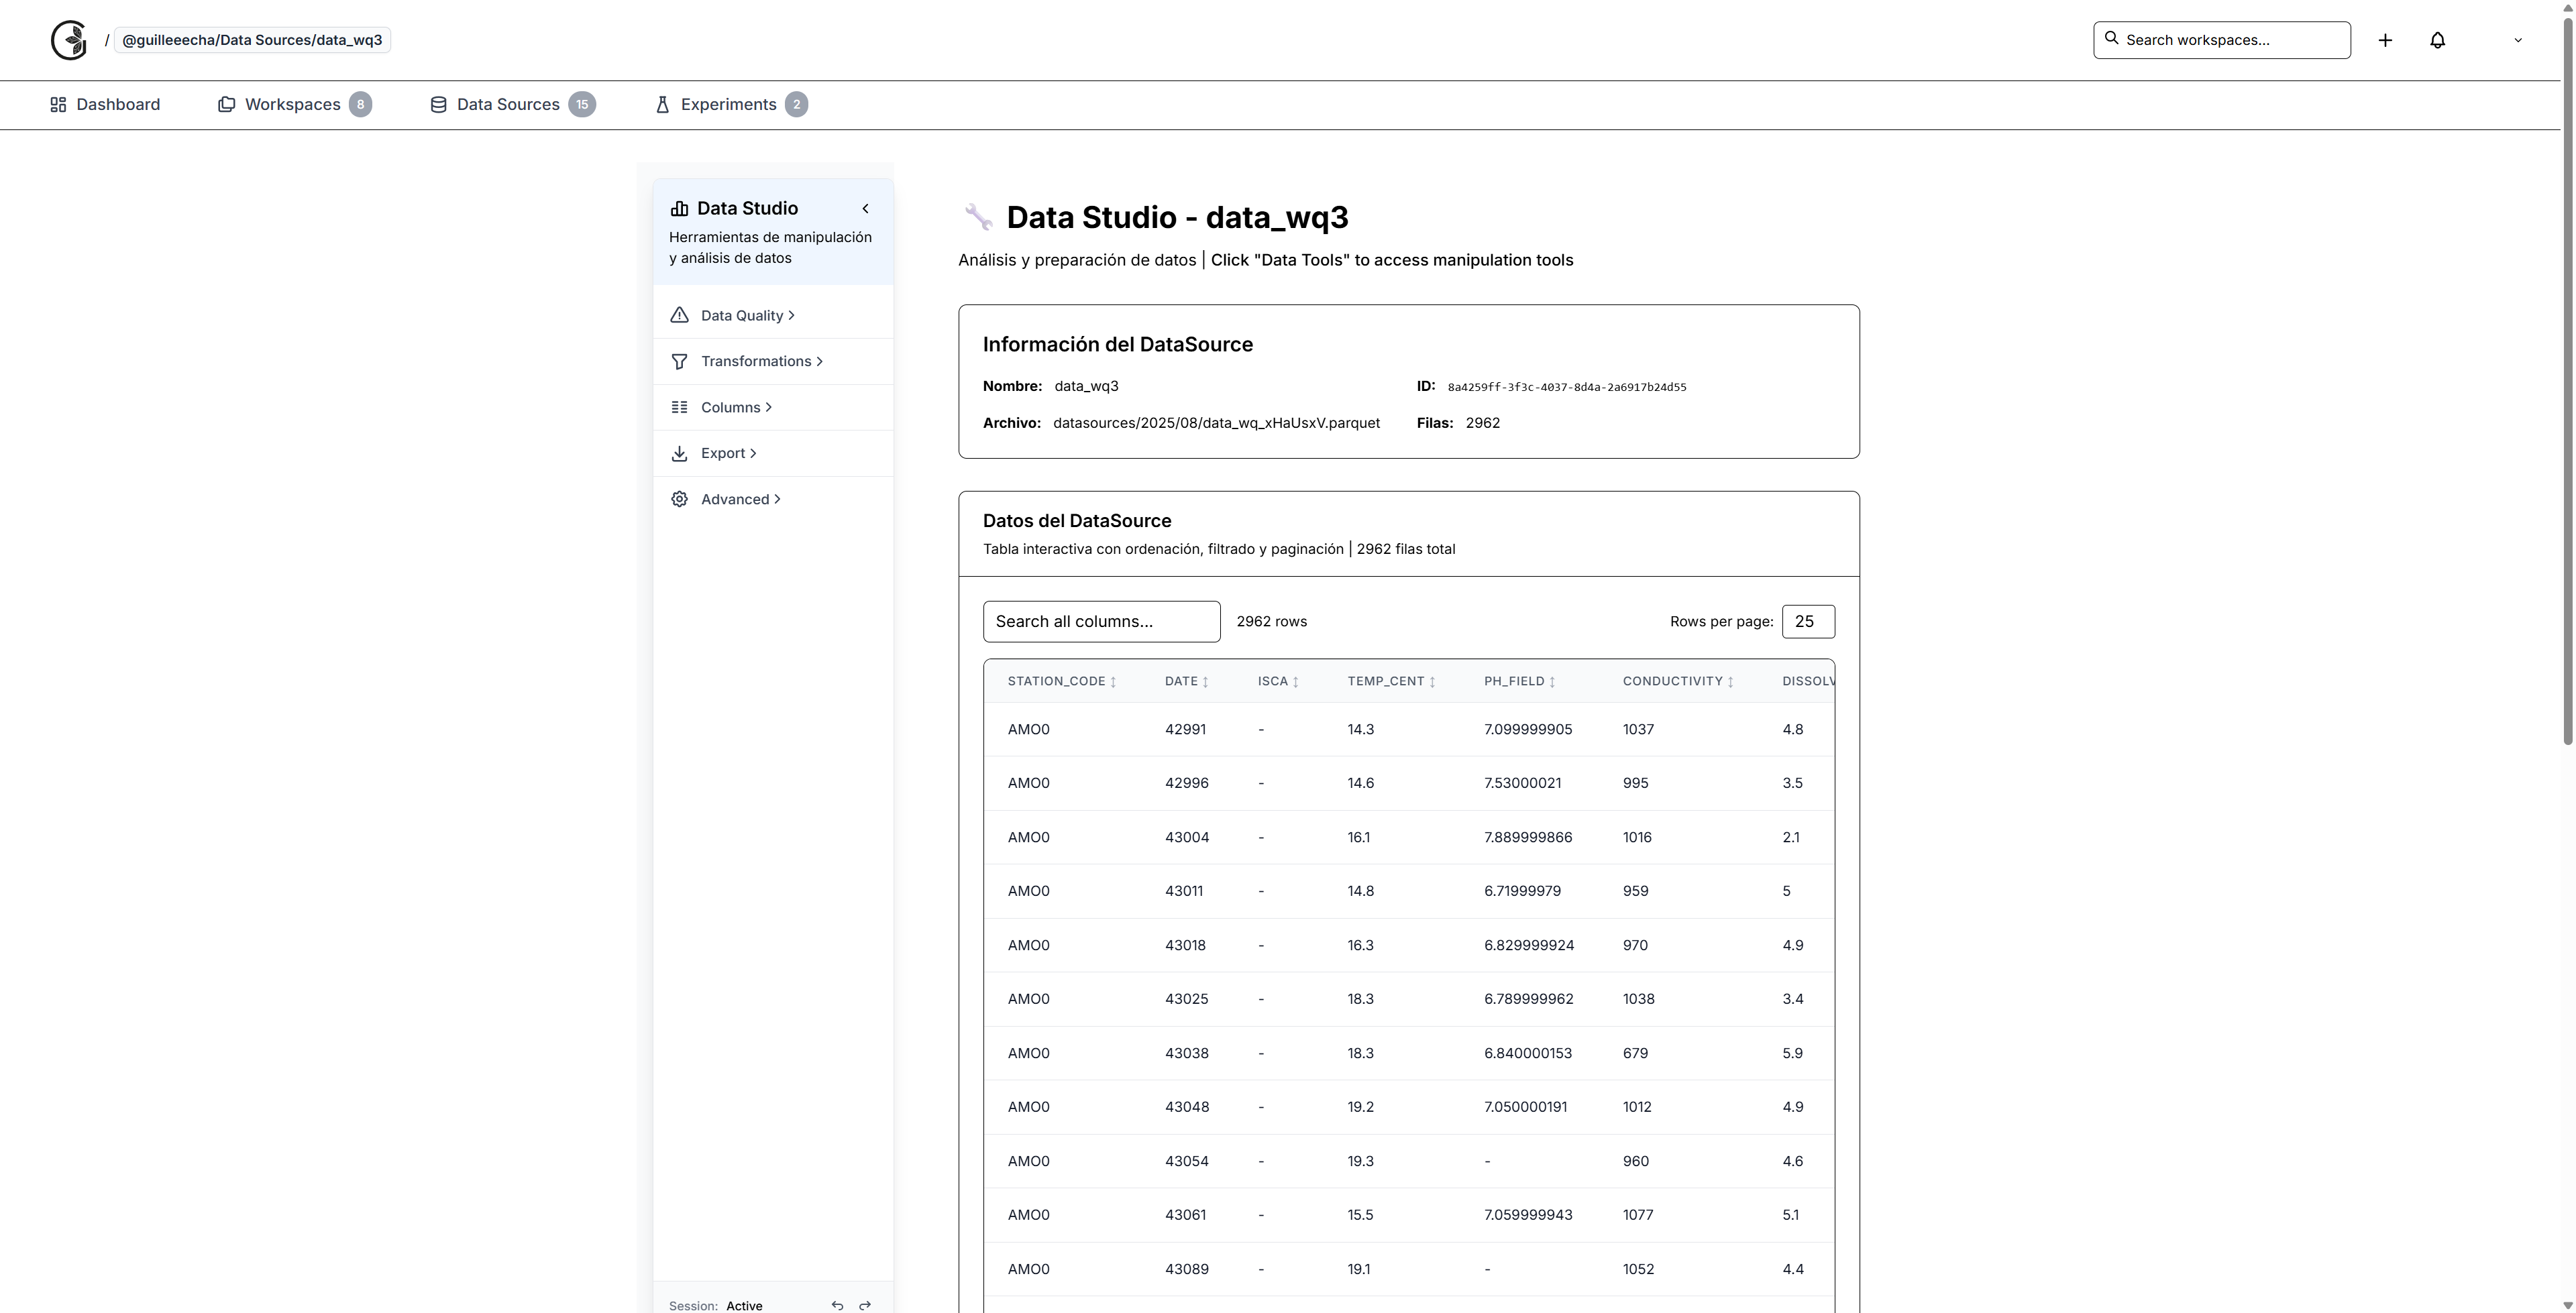 / @guilleeecha/Data Sources/data_wq3
Search workspaces...
Dashboard Workspaces 8 Data Sources 15 Experiments 2
Data Studio
Herramientas de manipulación
y análisis de datos
Data Quality
Transformations
Columns
Export
Advanced
Session: Active
Data Studio - data_wq3
Análisis y preparación de datos | Click "Data Tools" to access manipulation tools
Información del DataSource
Nombre: data_wq3 ID: 8a4259ff-3f3c-4037-8d4a-2a6917b24d55
Archivo: datasources/2025/08/data_wq_xHaUsxV.parquet Filas: 2962
Datos del DataSource
Tabla interactiva con ordenación, filtrado y paginación | 2962 filas total
Search all columns... 2962 rows Rows per page: 25
STATION_CODE DATE ISCA TEMP_CENT PH_FIELD CONDUCTIVITY DISSOLV
AMO0 42991 - 14.3 7.099999905 1037 4.8
AMO0 42996 - 14.6 7.53000021 995 3.5
AMO0 43004 - 16.1 7.889999866 1016 2.1
AMO0 43011 - 14.8 6.71999979 959 5
AMO0 43018 - 16.3 6.829999924 970 4.9
AMO0 43025 - 18.3 6.789999962 1038 3.4
AMO0 43038 - 18.3 6.840000153 679 5.9
AMO0 43048 - 19.2 7.050000191 1012 4.9
AMO0 43054 - 19.3 - 960 4.6
AMO0 43061 - 15.5 7.059999943 1077 5.1
AMO0 43089 - 19.1 - 1052 4.4